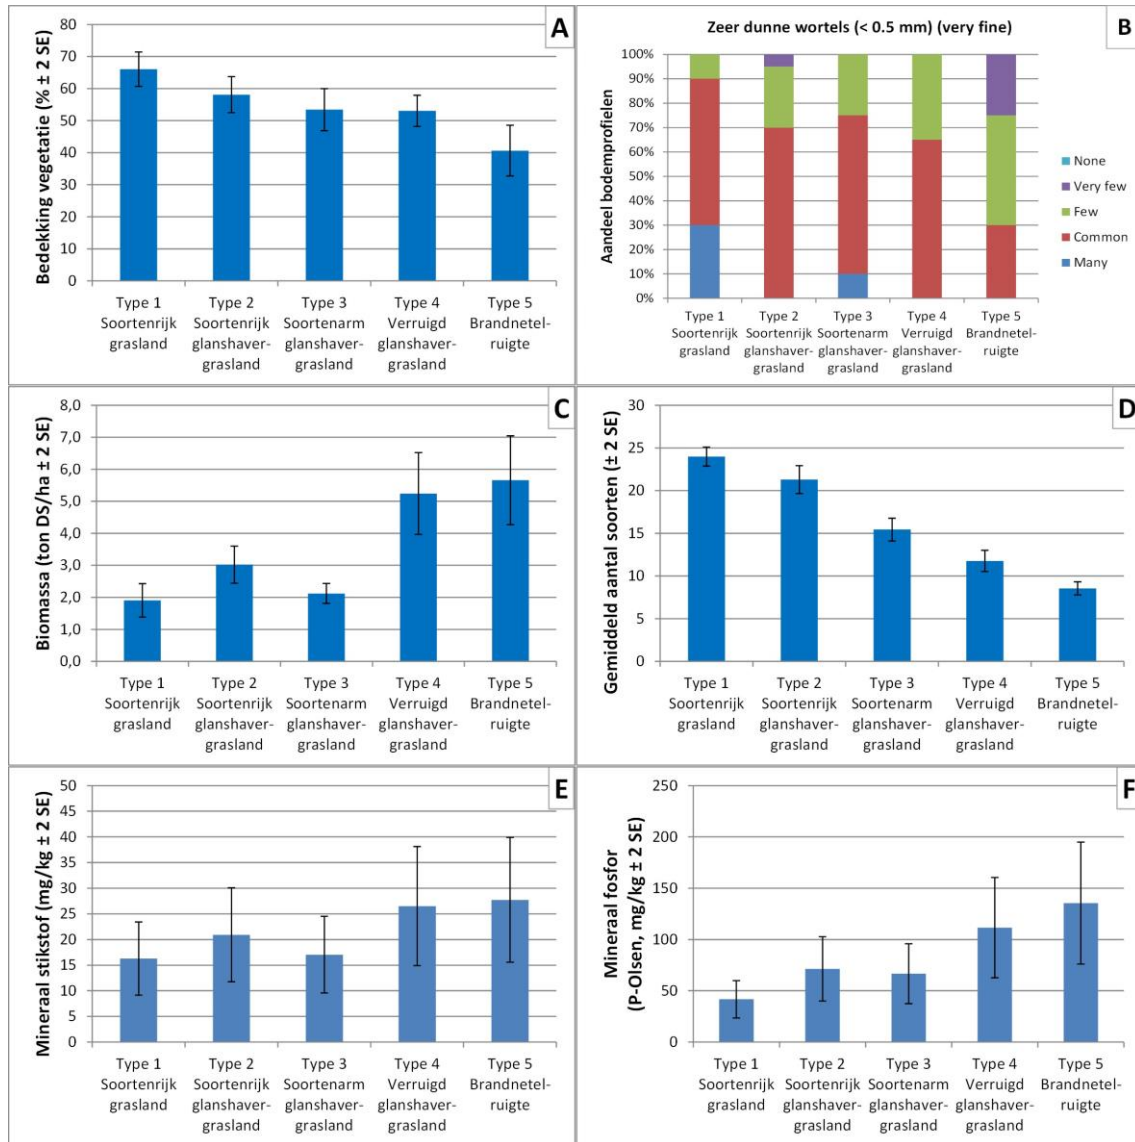 A
Bedekking vegetatie (% ± 2 SE)
80
70
60
50
40
30
20
10
0
Type 1 Type 2 Type 3 Type 4 Type 5
Soortenrijk Soortenrijk Soortenarm Verruigd Brandnetel-
grasland glanshaver- glanshaver- glanshaver- ruigte
grasland grasland grasland
B
Zeer dunne wortels (< 0.5 mm) (very fine)
Aandeel bodemprofielen
100%
90%
80%
70%
60%
50%
40%
30%
20%
10%
0%
None
Very few
Few
Common
Many
Type 1 Type 2 Type 3 Type 4 Type 5
Soortenrijk Soortenrijk Soortenarm Verruigd Brandnetel-
grasland glanshaver- glanshaver- glanshaver- ruigte
grasland grasland grasland
C
Biomassa (ton DS/ha ± 2 SE)
8,0
7,0
6,0
5,0
4,0
3,0
2,0
1,0
0,0
Type 1 Type 2 Type 3 Type 4 Type 5
Soortenrijk Soortenrijk Soortenarm Verruigd Brandnetel-
grasland glanshaver- glanshaver- glanshaver- ruigte
grasland grasland grasland
D
Gemiddeld aantal soorten (± 2 SE)
30
25
20
15
10
5
0
Type 1 Type 2 Type 3 Type 4 Type 5
Soortenrijk Soortenrijk Soortenarm Verruigd Brandnetel-
grasland glanshaver- glanshaver- glanshaver- ruigte
grasland grasland grasland
E
Mineraal stikstof (mg/kg ± 2 SE)
50
45
40
35
30
25
20
15
10
5
0
Type 1 Type 2 Type 3 Type 4 Type 5
Soortenrijk Soortenrijk Soortenarm Verruigd Brandnetel-
grasland glanshaver- glanshaver- glanshaver- ruigte
grasland grasland grasland
F
Mineraal fosfor
(P-Olsen, mg/kg ± 2 SE)
250
200
150
100
50
0
Type 1 Type 2 Type 3 Type 4 Type 5
Soortenrijk Soortenrijk Soortenarm Verruigd Brandnetel-
grasland glanshaver- glanshaver- glanshaver- ruigte
grasland grasland grasland